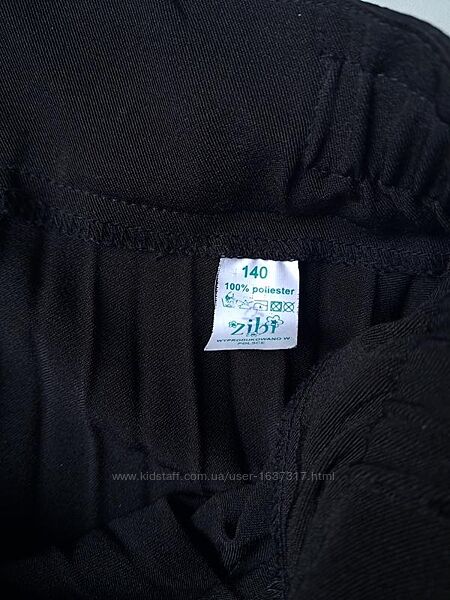 140
100% poliester
zibi
WYPRODUKOWANO W
POLSCE
www.kidstaff.com.ua/user-1637317.html